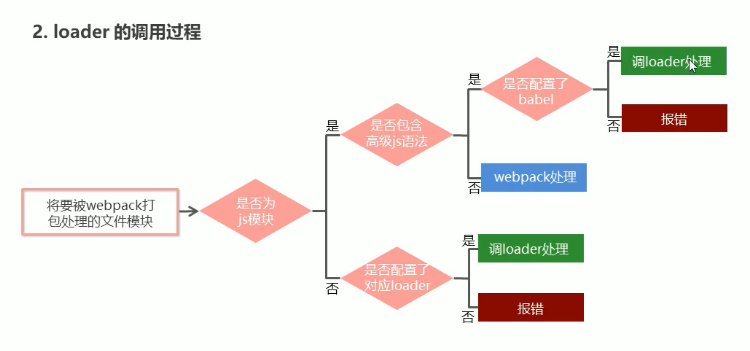 2. loader 的调用过程
将要被webpack打
包处理的文件模块
是否为
js模块
是
否
是否包含
高级js语法
是
否
是否配置了
babel
是
调loader处理
否
报错
webpack处理
是否配置了
对应loader
是
调loader处理
否
报错